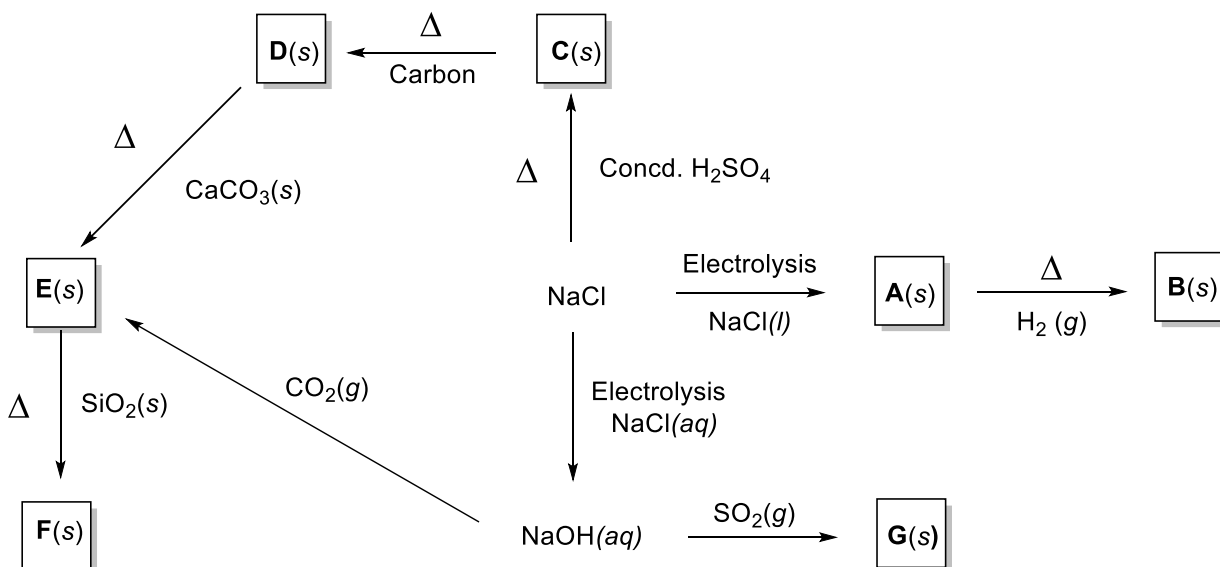 D(s)
Δ
Carbon
C(s)
Δ
CaCO₃(s)
Δ
Concd. H₂SO₄
E(s)
NaCl
Electrolysis
NaCl(l)
A(s)
Δ
H₂ (g)
B(s)
Δ
SiO₂(s)
CO₂(g)
Electrolysis
NaCl(aq)
F(s)
NaOH(aq)
SO₂(g)
G(s)